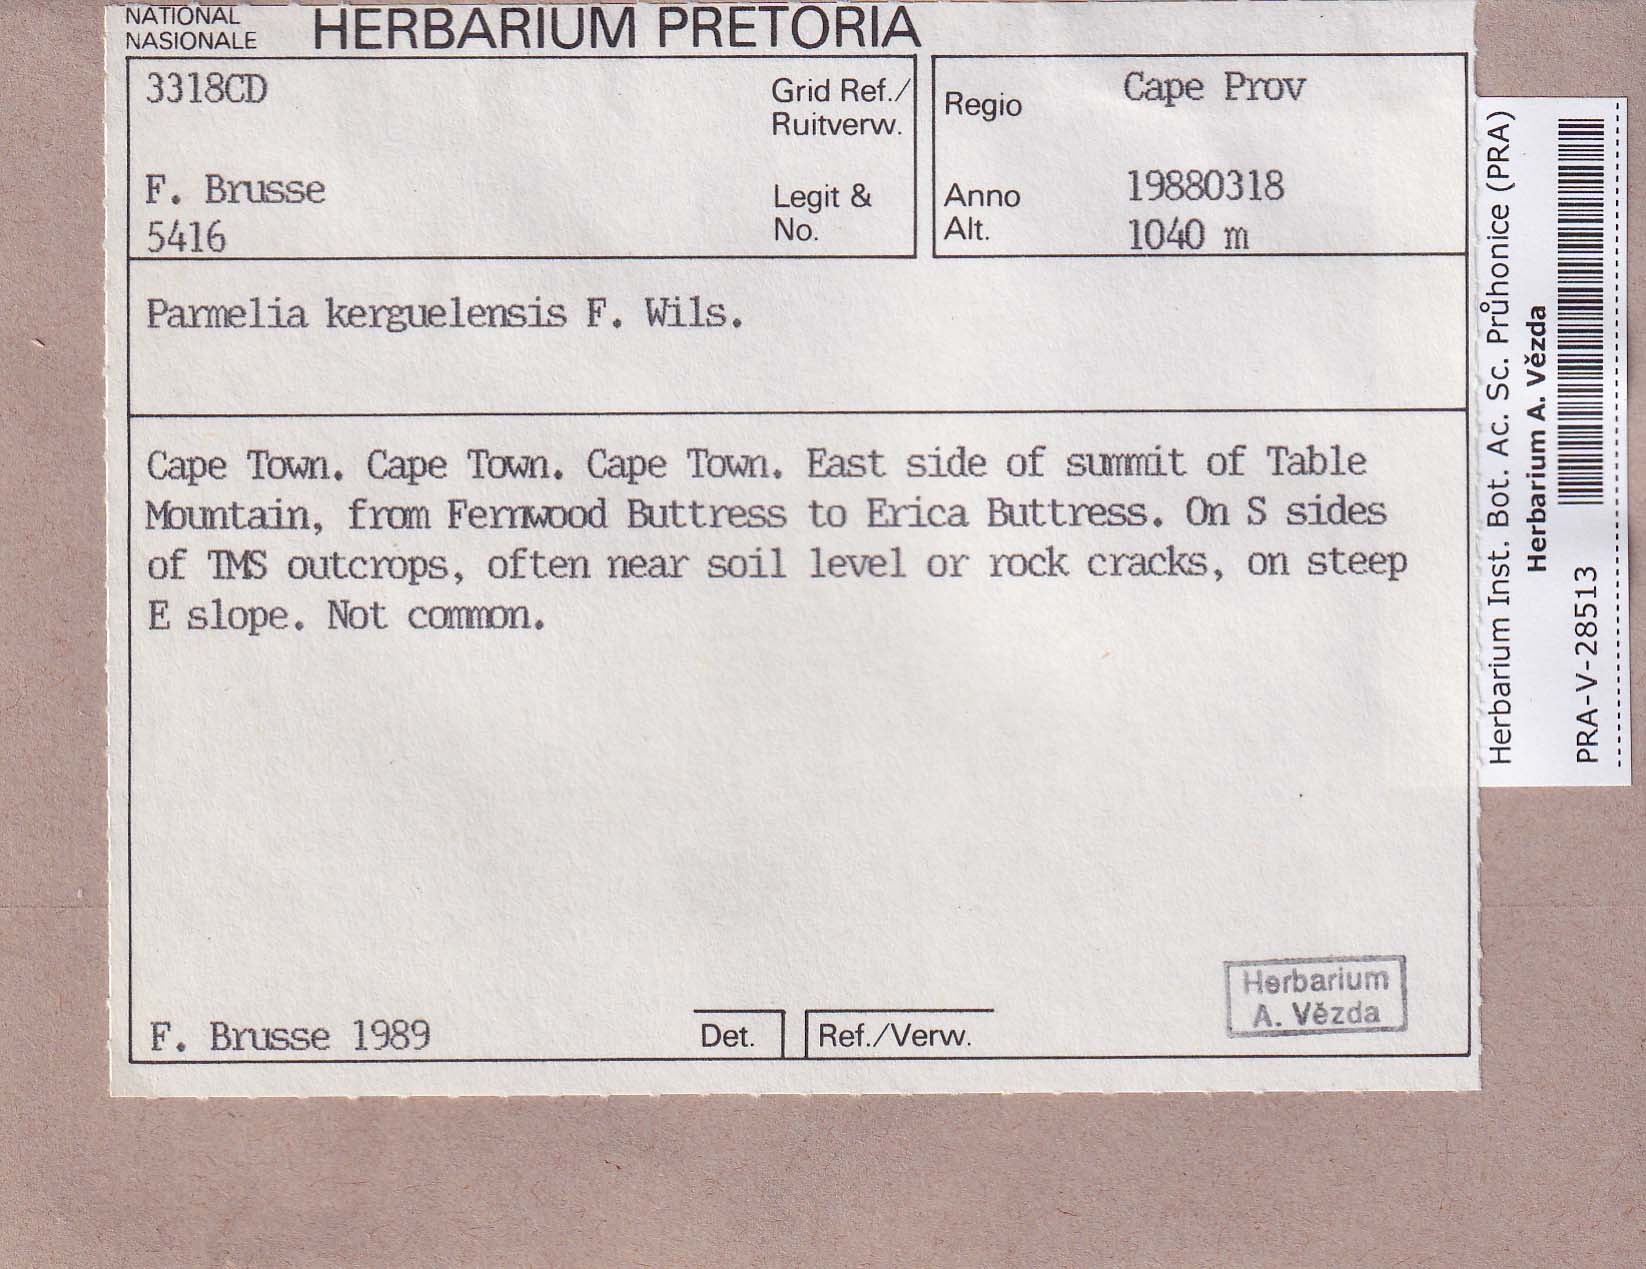 NATIONAL
NASIONALE
HERBARIUM PRETORIA
3318CD
Grid Ref./
Ruitverw.
F. Brusse
5416
Legit &
No.
Regio
Cape Prov
Anno
19880318
Alt.
1040 m
Parmelia kerguelensis F. Wils.
Cape Town. Cape Town. Cape Town. East side of summit of Table
Mountain, from Fernwood Buttress to Erica Buttress. On S sides
of TMS outcrops, often near soil level or rock cracks, on steep
E slope. Not common.
F. Brusse 1989
Det.
Ref./Verw.
Herbarium
A. Vězda
Herbarium Inst. Bot. Ac. Sc. Průhonice (PRA)
Herbarium A. Vězda
PRA-V-28513